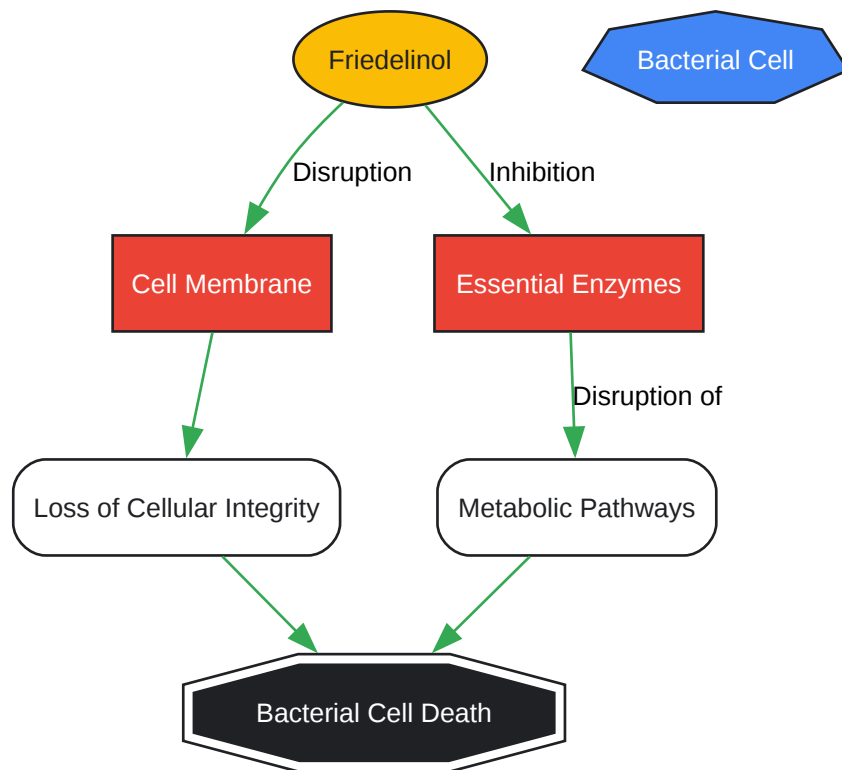 Friedelinol
Bacterial Cell
Disruption
Inhibition
Cell Membrane
Essential Enzymes
Disruption of
Loss of Cellular Integrity
Metabolic Pathways
Bacterial Cell Death